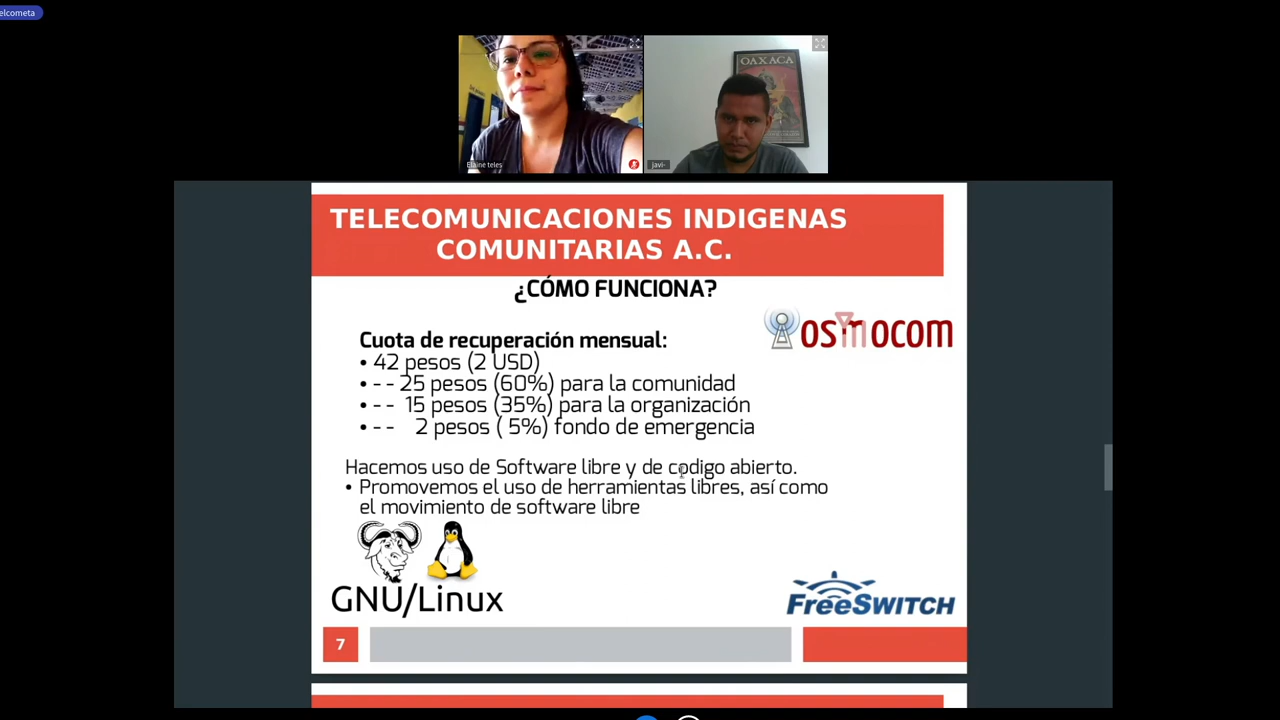 elcometa
OAXACA
Elaine teles
javi-
TELECOMUNICACIONES INDIGENAS
COMUNITARIAS A.C.
¿CÓMO FUNCIONA?
OSMOCOM
Cuota de recuperación mensual:
• 42 pesos (2 USD)
• - - 25 pesos (60%) para la comunidad
• - - 15 pesos (35%) para la organización
• - - 2 pesos ( 5%) fondo de emergencia
Hacemos uso de Software libre y de codigo abierto.
• Promovemos el uso de herramientas libres, así como
el movimiento de software libre
GNU/Linux
FreeSWITCH
7